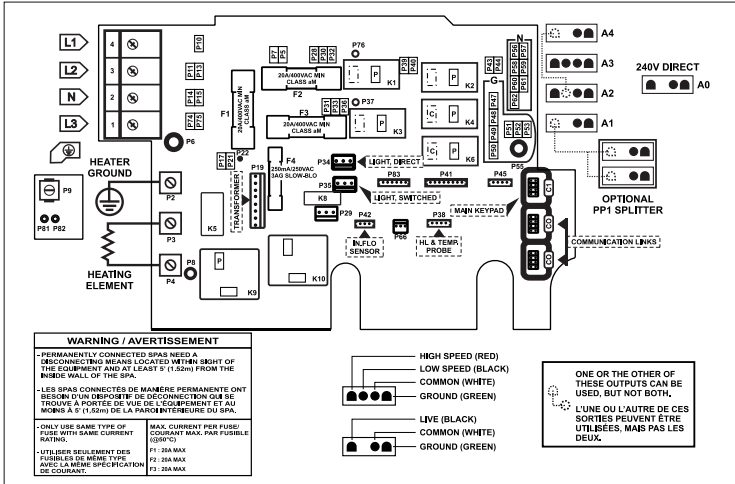 L1
L2
N
L3
4
3
2
1
P10
P11
P13
P14
P15
P74
P75
P6
P17
P21
P22
P19
TRANSFORMER
F1
20A/400VAC MIN
CLASS aM
P7
P5
P28
P30
P32
20A/400VAC MIN
CLASS aM
F2
F3
20A/400VAC MIN
CLASS aM
P31
P33
P36
F4
250mA/250VAC
3AG SLOW-BLO
P76
P
K1
P39
P40
P37
P
K3
P
K2
C
K4
C
P
K6
P43
P44
G
P47
P48
P49
P50
N
P56
P57
P58
P59
P60
P61
P62
P51
P52
P53
P55
P34
LIGHT, DIRECT
P35
LIGHT, SWITCHED
K8
P29
P83
P41
P45
MAIN KEYPAD
P42
IN.FLO
SENSOR
P66
P38
HL & TEMP.
PROBE
C1
CO
CO
COMMUNICATION LINKS
HEATER
GROUND
P9
P81
P82
P2
P3
P4
P8
K5
K9
K10
HEATING
ELEMENT
A4
A3
A2
A1
240V DIRECT
A0
OPTIONAL
PP1 SPLITTER
WARNING / AVERTISSEMENT
- PERMANENTLY CONNECTED SPAS NEED A
DISCONNECTING MEANS LOCATED WITHIN SIGHT OF
THE EQUIPMENT AND AT LEAST 5' (1.52m) FROM THE
INSIDE WALL OF THE SPA.
- LES SPAS CONNECTÉS DE MANIÈRE PERMANENTE ONT
BESOIN D'UN DISPOSITIF DE DÉCONNECTION QUI SE
TROUVE À PORTÉE DE VUE DE L'ÉQUIPEMENT ET AU
MOINS À 5' (1,52m) DE LA PAROI INTÉRIEURE DU SPA.
- ONLY USE SAME TYPE OF
FUSE WITH SAME CURRENT
RATING.
- UTILISER SEULEMENT DES
FUSIBLES DE MÊME TYPE
AVEC LA MÊME SPÉCIFICATION
DE COURANT.
MAX. CURRENT PER FUSE/
COURANT MAX. PAR FUSIBLE
(@50°C)
F1 : 20A MAX
F2 : 20A MAX
F3 : 20A MAX
HIGH SPEED (RED)
LOW SPEED (BLACK)
COMMON (WHITE)
GROUND (GREEN)
LIVE (BLACK)
COMMON (WHITE)
GROUND (GREEN)
ONE OR THE OTHER OF
THESE OUTPUTS CAN BE
USED, BUT NOT BOTH.
L'UNE OU L'AUTRE DE CES
SORTIES PEUVENT ÊTRE
UTILISÉES, MAIS PAS LES
DEUX.